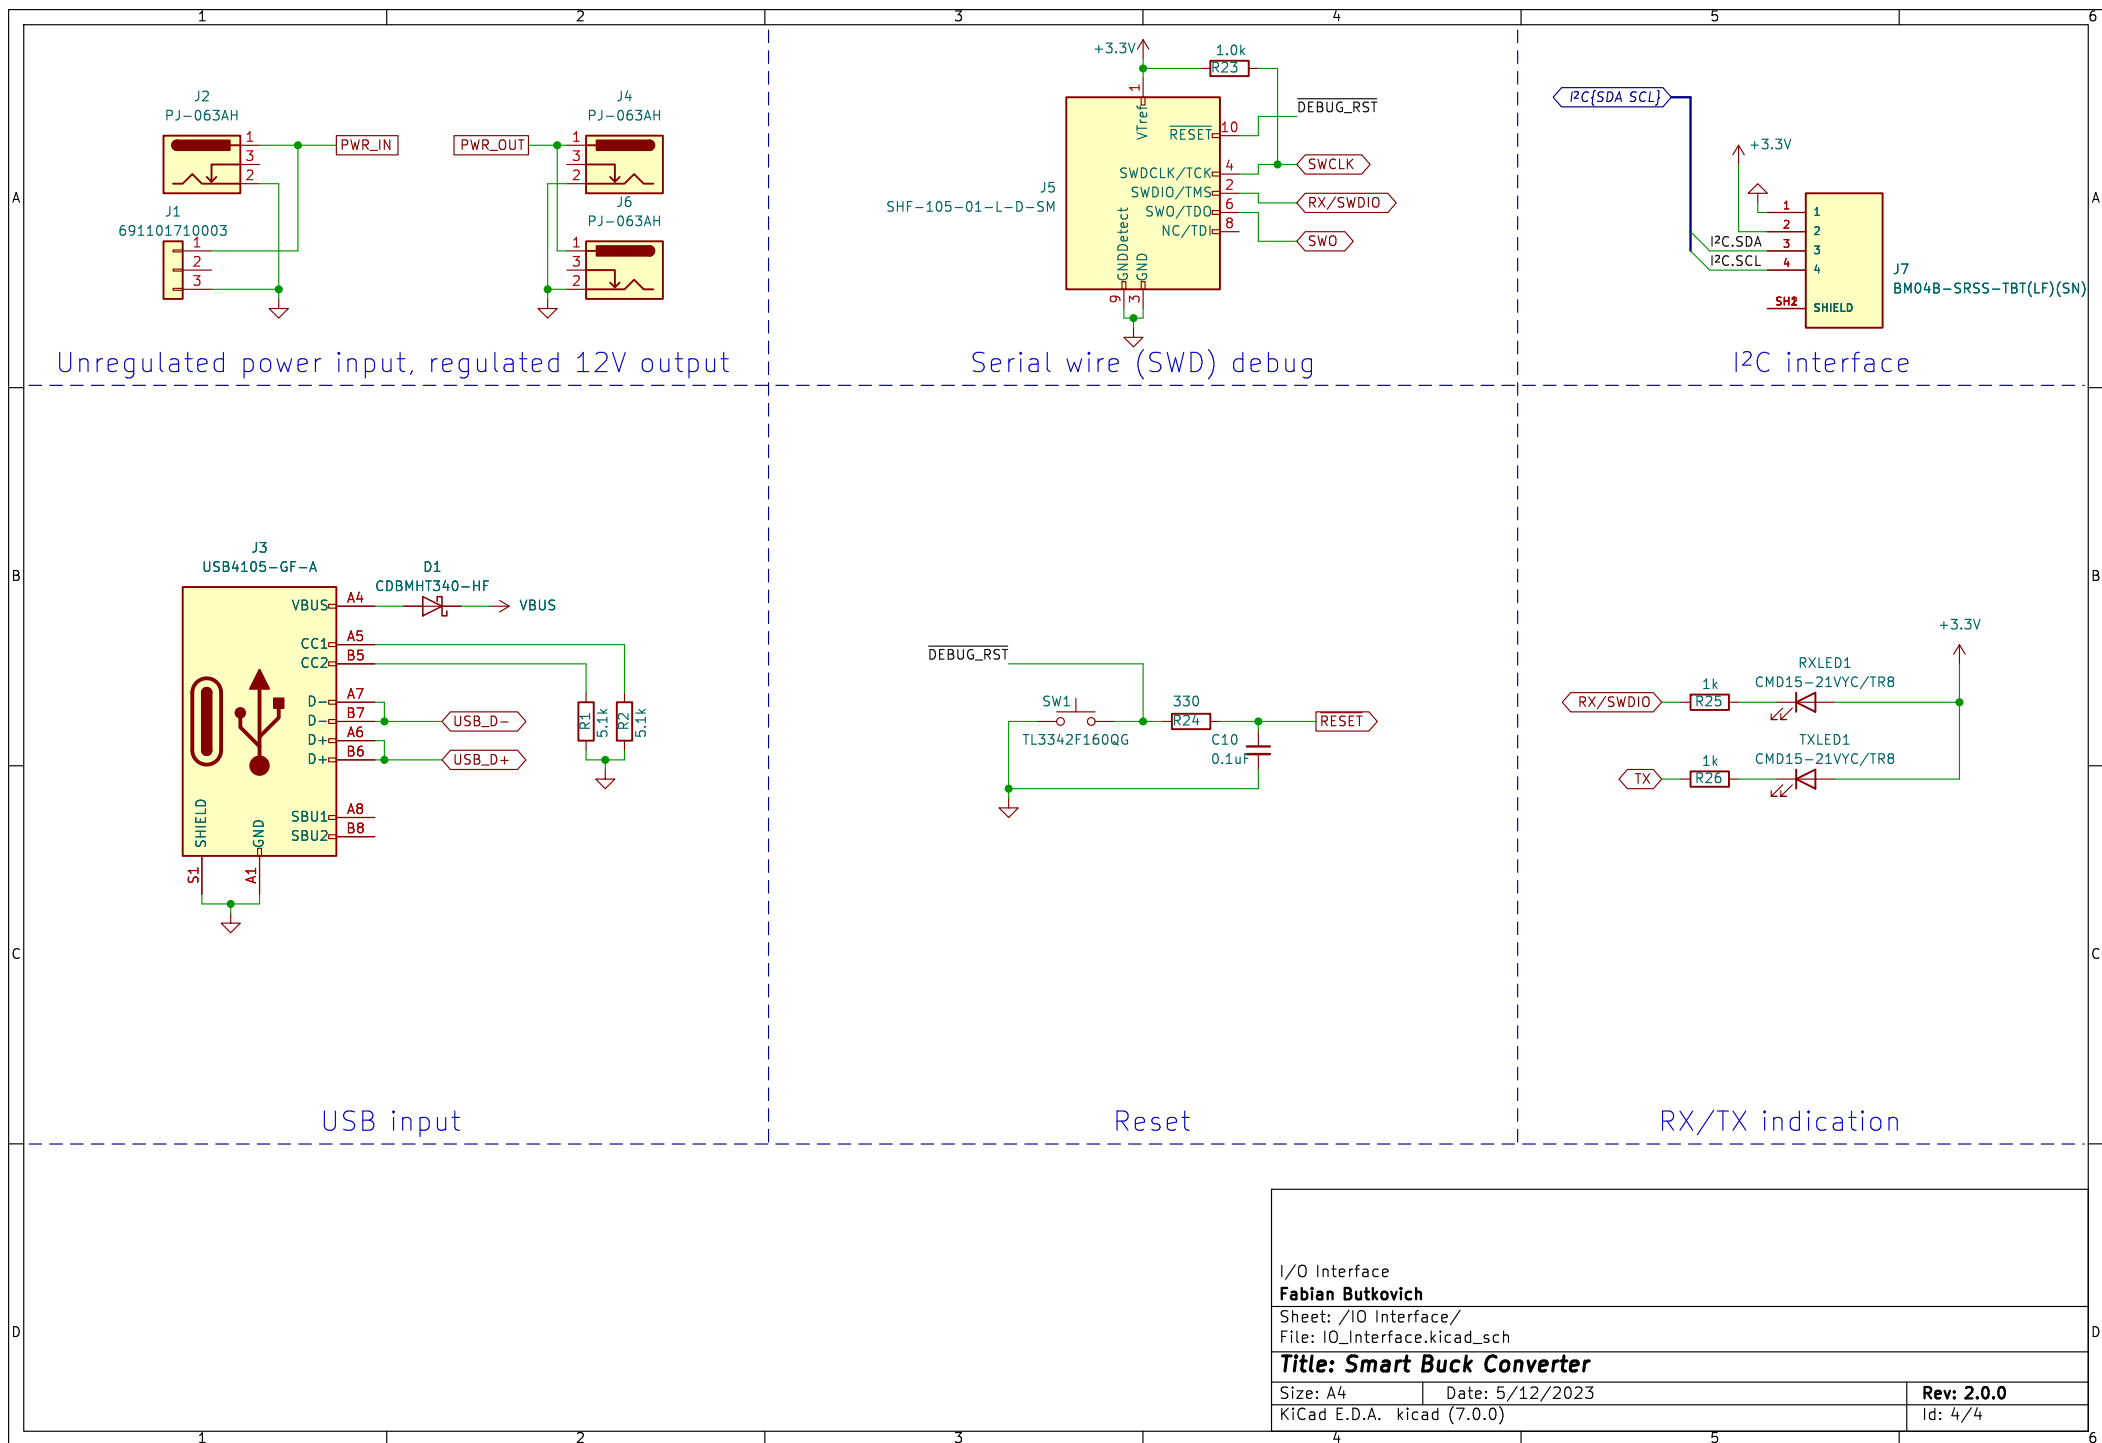 1 2 3 4 5 6
A
B
C
D
J2
PJ-063AH
1
3
2
PWR_IN
J1
691101710003
1
2
3
PWR_OUT
J4
PJ-063AH
1
3
2
J6
PJ-063AH
1
3
2
Unregulated power input, regulated 12V output
+3.3V
1.0k
R23
1
VTref
DEBUG_RST
RESET 10
SWDCLK/TCK 4
SWCLK
SWDIO/TMS 2
RX/SWDIO
SWO/TDO 6
SWO
NC/TDI 8
J5
SHF-105-01-L-D-SM
GNDDetect
GND
9
3
Serial wire (SWD) debug
I²C{SDA SCL}
+3.3V
1 1
2 2
I²C.SDA 3 3
I²C.SCL 4 4
SHIELD
J7
BM04B-SRSS-TBT(LF)(SN)
I²C interface
J3
USB4105-GF-A
VBUS A4
D1
CDBMHT340-HF
VBUS
CC1 A5
CC2 B5
D- A7
D- B7
USB_D-
D+ A6
D+ B6
USB_D+
R1
5.1k
R2
5.1k
SBU1 A8
SBU2 B8
SHIELD
GND
S1
A1
USB input
DEBUG_RST
SW1
TL3342F160QG
330
R24
RESET
C10
0.1uF
Reset
+3.3V
RXLED1
CMD15-21VYC/TR8
RX/SWDIO
1k
R25
TXLED1
CMD15-21VYC/TR8
TX
1k
R26
RX/TX indication
I/O Interface
Fabian Butkovich
Sheet: /IO Interface/
File: IO_Interface.kicad_sch
Title: Smart Buck Converter
Size: A4 Date: 5/12/2023 Rev: 2.0.0
KiCad E.D.A. kicad (7.0.0) Id: 4/4
A
B
C
D
1 2 3 4 5 6